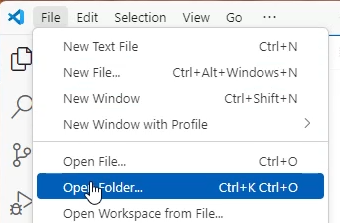 File Edit Selection View Go ...
New Text File Ctrl+N
New File... Ctrl+Alt+Windows+N
New Window Ctrl+Shift+N
New Window with Profile
Open File... Ctrl+O
Open Folder... Ctrl+K Ctrl+O
Open Workspace from File...